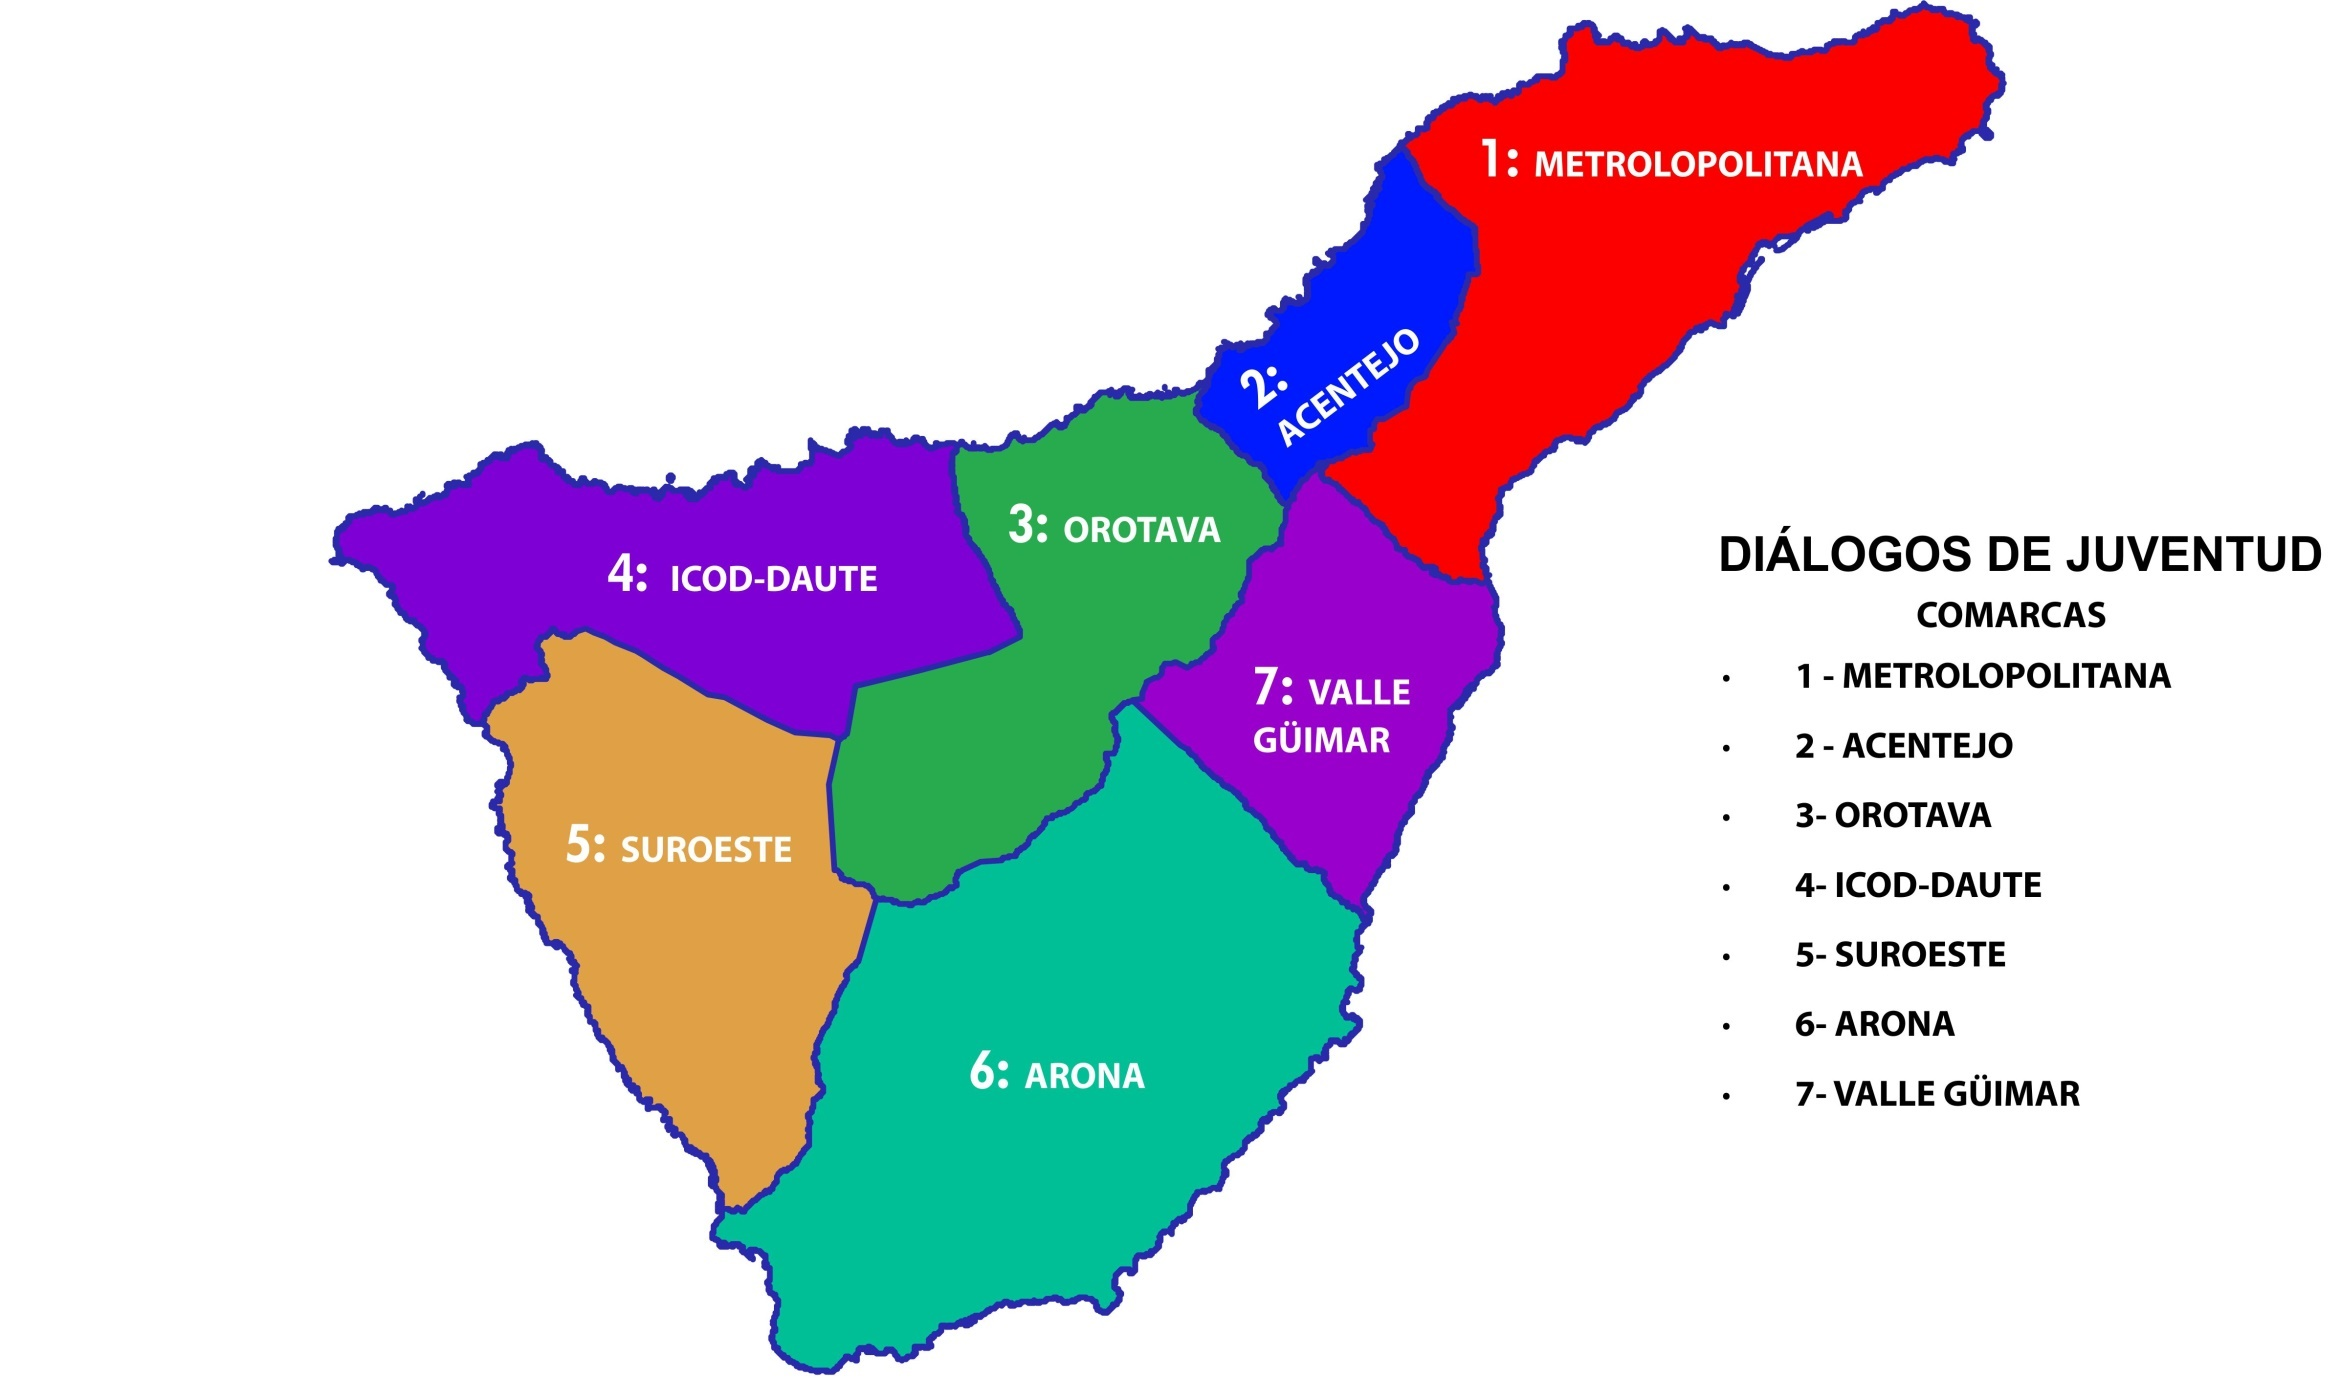 1: METROLOPOLITANA
2:
ACENTEJO
3: OROTAVA
4: ICOD-DAUTE
7: VALLE
GÜIMAR
5: SUROESTE
6: ARONA
DIÁLOGOS DE JUVENTUD
COMARCAS
• 1 - METROLOPOLITANA
• 2 - ACENTEJO
• 3- OROTAVA
• 4- ICOD-DAUTE
• 5- SUROESTE
• 6- ARONA
• 7- VALLE GÜIMAR